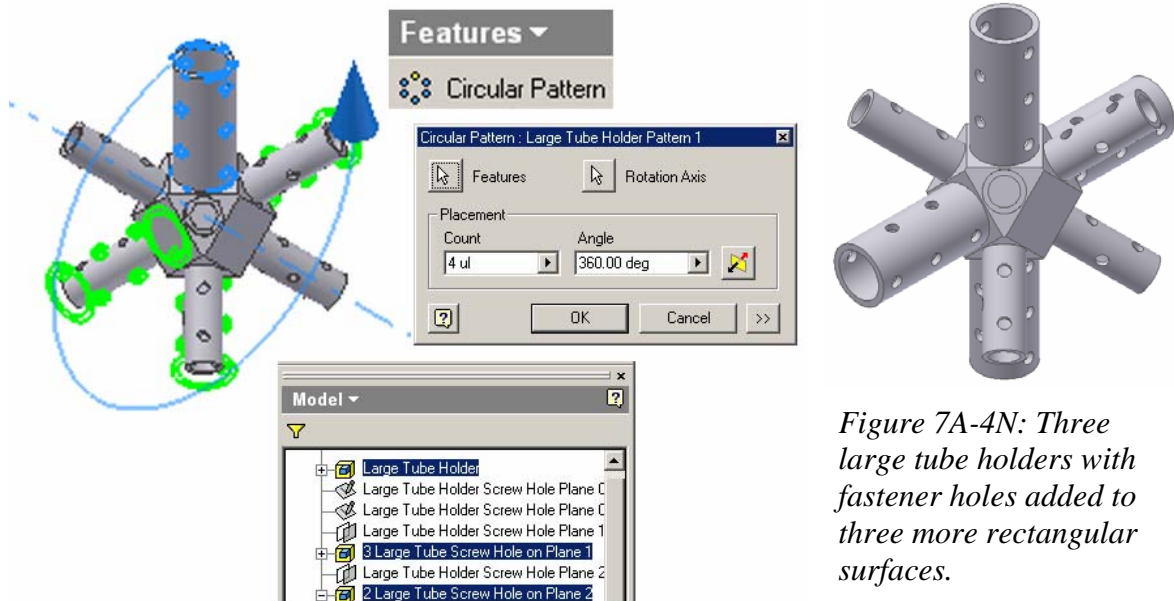 Features
Circular Pattern
Circular Pattern : Large Tube Holder Pattern 1
Features
Rotation Axis
Placement
Count
Angle
4 ul
360.00 deg
?
OK
Cancel
>>
Model
?
Large Tube Holder
Large Tube Holder Screw Hole Plane
Large Tube Holder Screw Hole Plane
Large Tube Holder Screw Hole Plane 1
3 Large Tube Screw Hole on Plane 1
Large Tube Holder Screw Hole Plane 2
2 Large Tube Screw Hole on Plane 2
Figure 7A-4N: Three
large tube holders with
fastener holes added to
three more rectangular
surfaces.